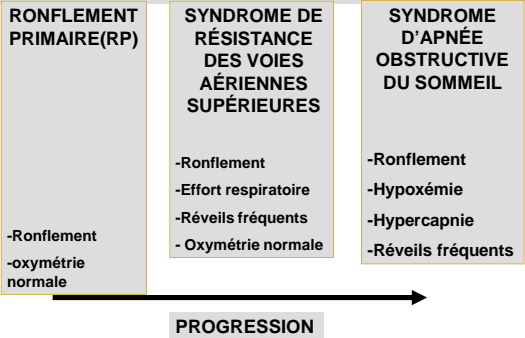 RONFLEMENT
PRIMAIRE(RP)
-Ronflement
-oxymétrie
normale
SYNDROME DE
RÉSISTANCE
DES VOIES
AÉRIENNES
SUPÉRIEURES
-Ronflement
-Effort respiratoire
-Réveils fréquents
- Oxymétrie normale
SYNDROME
D'APNÉE
OBSTRUCTIVE
DU SOMMEIL
-Ronflement
-Hypoxémie
-Hypercapnie
-Réveils fréquents
PROGRESSION